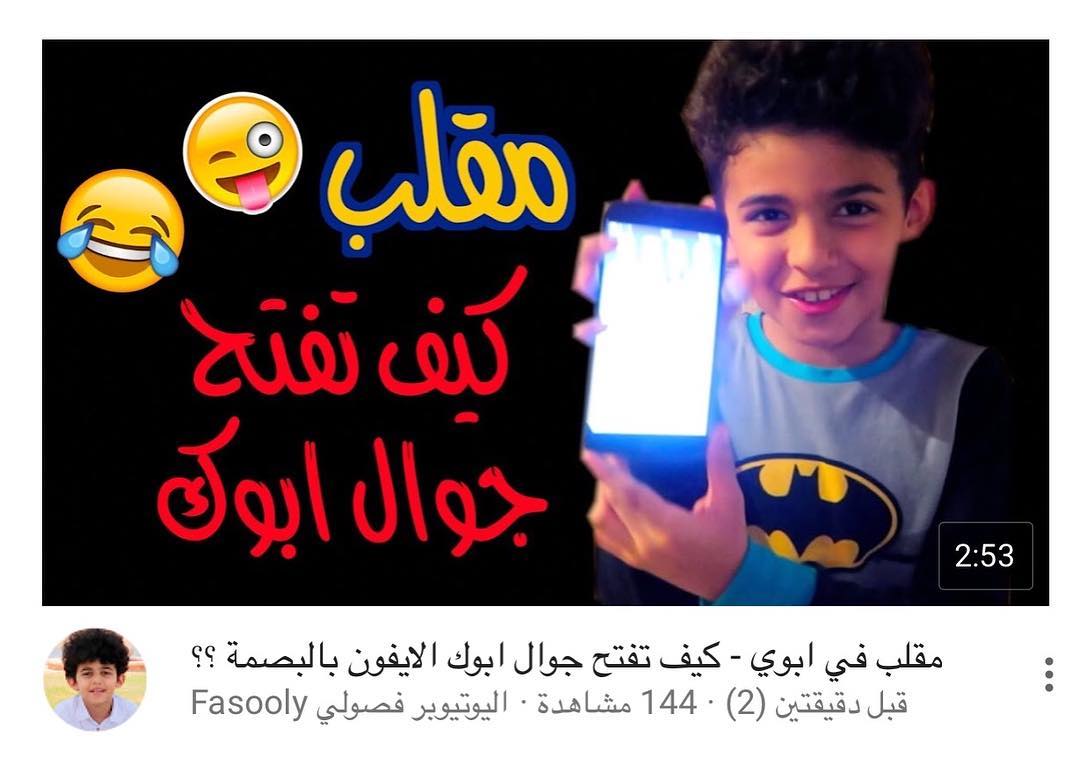 مقلب
كيف تفتح
جوال ابوك
2:53
مقلب في ابوي - كيف تفتح جوال ابوك الايفون بالبصمة ؟؟
قبل دقيقتين (2) · 144 مشاهدة · اليوتيوبر فصولي Fasooly